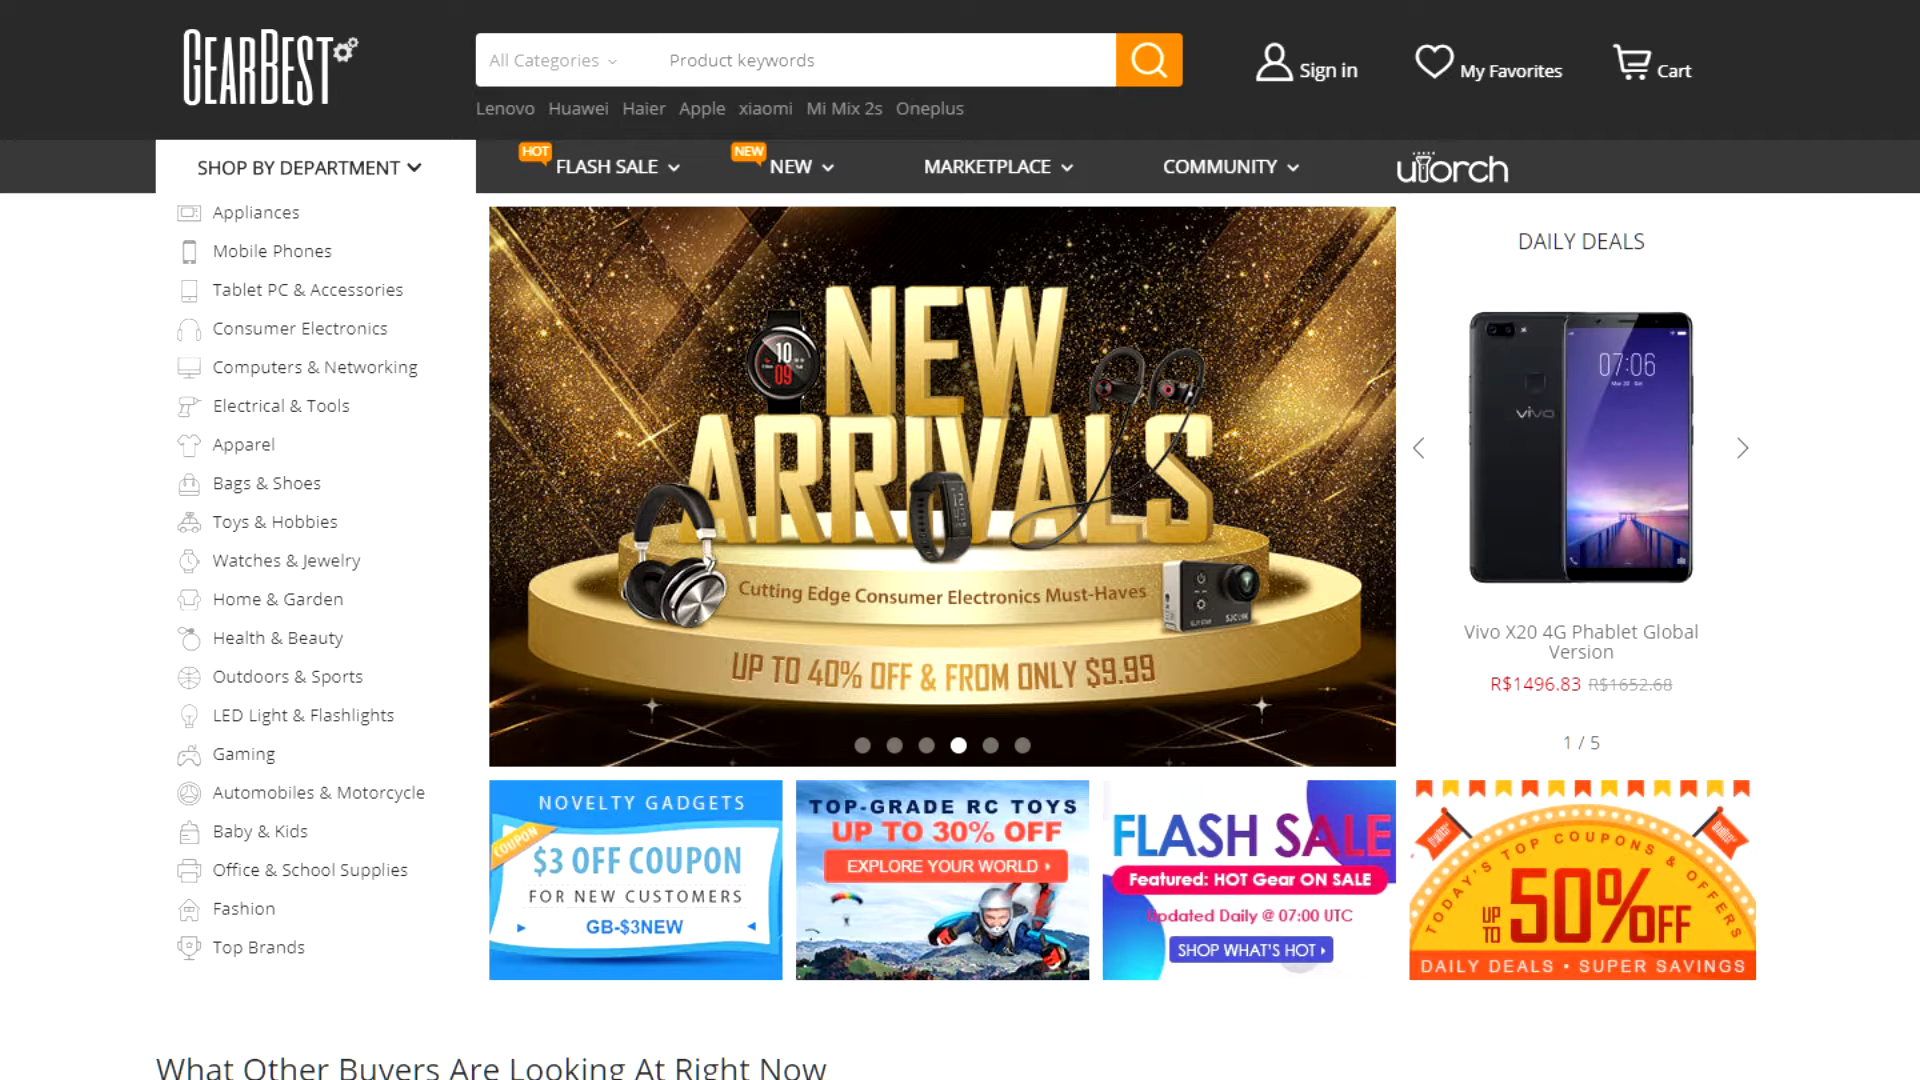 GEARBEST
All Categories
Product keywords
Sign in
My Favorites
Cart
Lenovo Huawei Haier Apple xiaomi Mi Mix 2s Oneplus
SHOP BY DEPARTMENT
HOT
FLASH SALE
NEW
NEW
MARKETPLACE
COMMUNITY
utorch
Appliances
Mobile Phones
Tablet PC & Accessories
Consumer Electronics
Computers & Networking
Electrical & Tools
Apparel
Bags & Shoes
Toys & Hobbies
Watches & Jewelry
Home & Garden
Health & Beauty
Outdoors & Sports
LED Light & Flashlights
Gaming
Automobiles & Motorcycle
Baby & Kids
Office & School Supplies
Fashion
Top Brands
NEW
ARRIVALS
10
09
Cutting Edge Consumer Electronics Must-Haves
SJCAM
UP TO 40% OFF & FROM ONLY $9.99
DAILY DEALS
07:06
vivo
Vivo X20 4G Phablet Global
Version
R$1496.83 R$1652.68
1 / 5
NOVELTY GADGETS
COUPON
$3 OFF COUPON
FOR NEW CUSTOMERS
GB-$3NEW
TOP-GRADE RC TOYS
UP TO 30% OFF
EXPLORE YOUR WORLD
FLASH SALE
Featured: HOT Gear ON SALE
Updated Daily @ 07:00 UTC
SHOP WHAT'S HOT
TODAY'S TOP COUPONS & OFFERS
UP TO 50% OFF
DAILY DEALS • SUPER SAVINGS
What Other Buyers Are Looking At Right Now